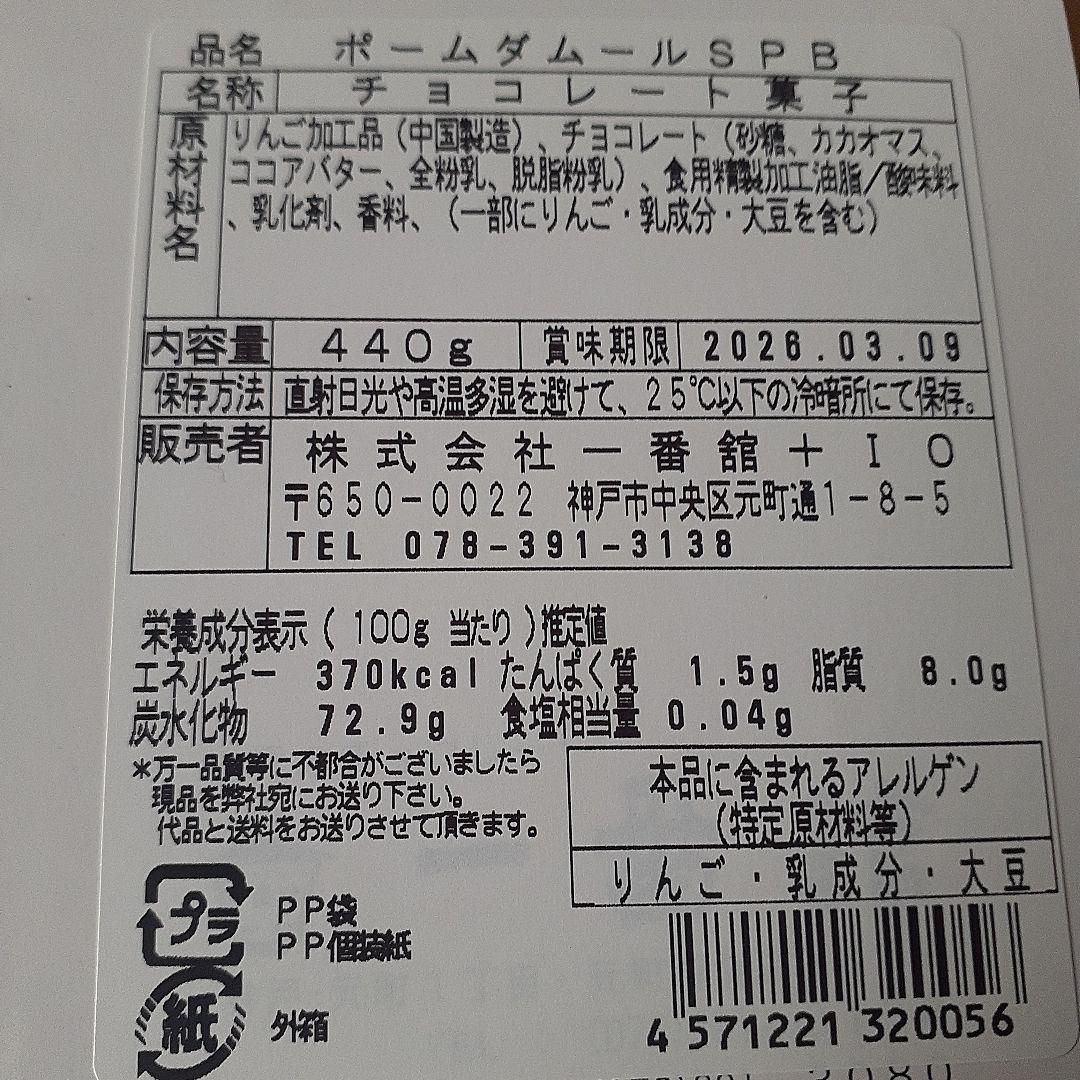 品名 ポームダムールSPB
名称 チョコレート菓子
原材料名 りんご加工品（中国製造）、チョコレート（砂糖、カカオマス、
ココアバター、全粉乳、脱脂粉乳）、食用精製加工油脂／酸味料
、乳化剤、香料、（一部にりんご・乳成分・大豆を含む）
内容量 440g 賞味期限 2026.03.09
保存方法 直射日光や高温多湿を避けて、25℃以下の冷暗所にて保存。
販売者 株式会社一番舘＋IO
〒650-0022 神戸市中央区元町通1-8-5
TEL 078-391-3138
栄養成分表示（100g 当たり）推定値
エネルギー 370kcal たんぱく質 1.5g 脂質 8.0g
炭水化物 72.9g 食塩相当量 0.04g
*万一品質等に不都合がございましたら
現品を弊社宛にお送り下さい。
代品と送料をお送りさせて頂きます。
本品に含まれるアレルゲン
（特定原材料等）
りんご・乳成分・大豆
プラ
PP袋
PP個装紙
紙
外箱
4 571221 320056